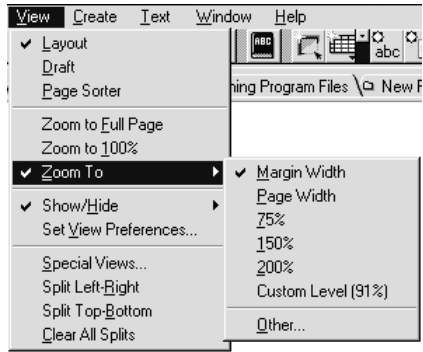 View Create Text Window Help
Layout
Draft
Page Sorter
Zoom to Full Page
Zoom to 100%
Zoom To
Show/Hide
Set View Preferences...
Special Views...
Split Left-Right
Split Top-Bottom
Clear All Splits
Margin Width
Page Width
75%
150%
200%
Custom Level (91%)
Other...
ABC
abc
ning Program Files
New F